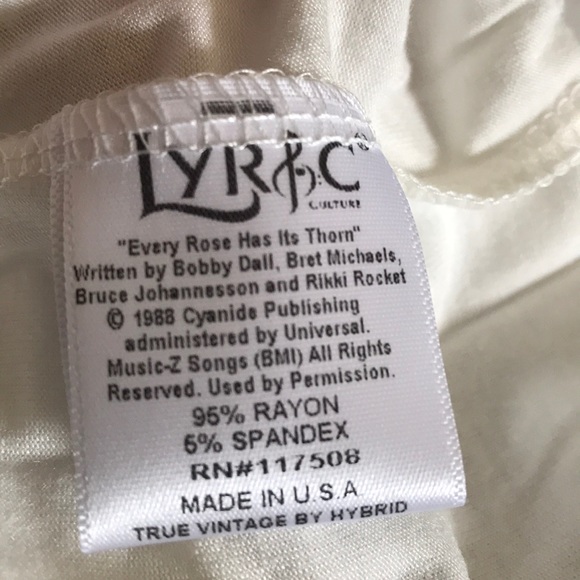 LYRIC®
CULTURE
"Every Rose Has Its Thorn"
Written by Bobby Dall, Bret Michaels,
Bruce Johannesson and Rikki Rocket
© 1988 Cyanide Publishing
administered by Universal.
Music-Z Songs (BMI) All Rights
Reserved. Used by Permission.
95% RAYON
5% SPANDEX
RN#117508
MADE IN U.S.A
TRUE VINTAGE BY HYBRID